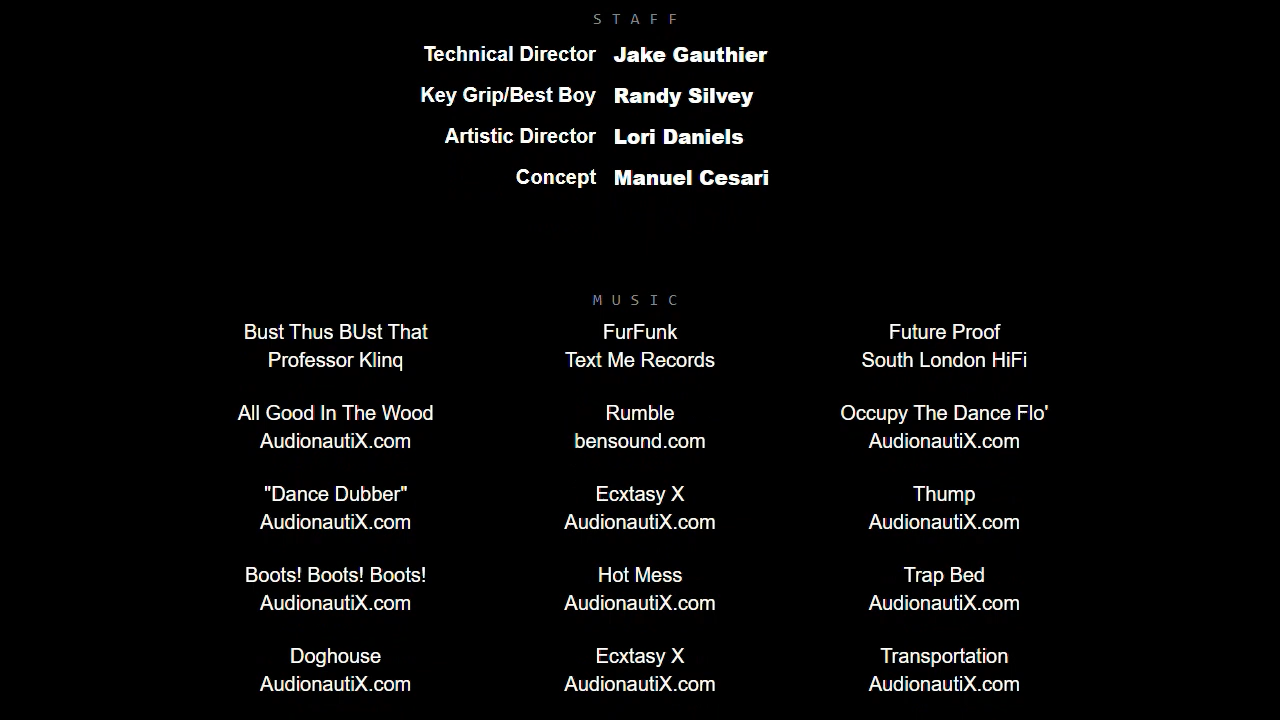 STAFF
Technical Director Jake Gauthier
Key Grip/Best Boy Randy Silvey
Artistic Director Lori Daniels
Concept Manuel Cesari
MUSIC
Bust Thus BUst That FurFunk Future Proof
Professor Klinq Text Me Records South London HiFi
All Good In The Wood Rumble Occupy The Dance Flo'
AudionautiX.com bensound.com AudionautiX.com
"Dance Dubber" Ecxtasy X Thump
AudionautiX.com AudionautiX.com AudionautiX.com
Boots! Boots! Boots! Hot Mess Trap Bed
AudionautiX.com AudionautiX.com AudionautiX.com
Doghouse Ecxtasy X Transportation
AudionautiX.com AudionautiX.com AudionautiX.com